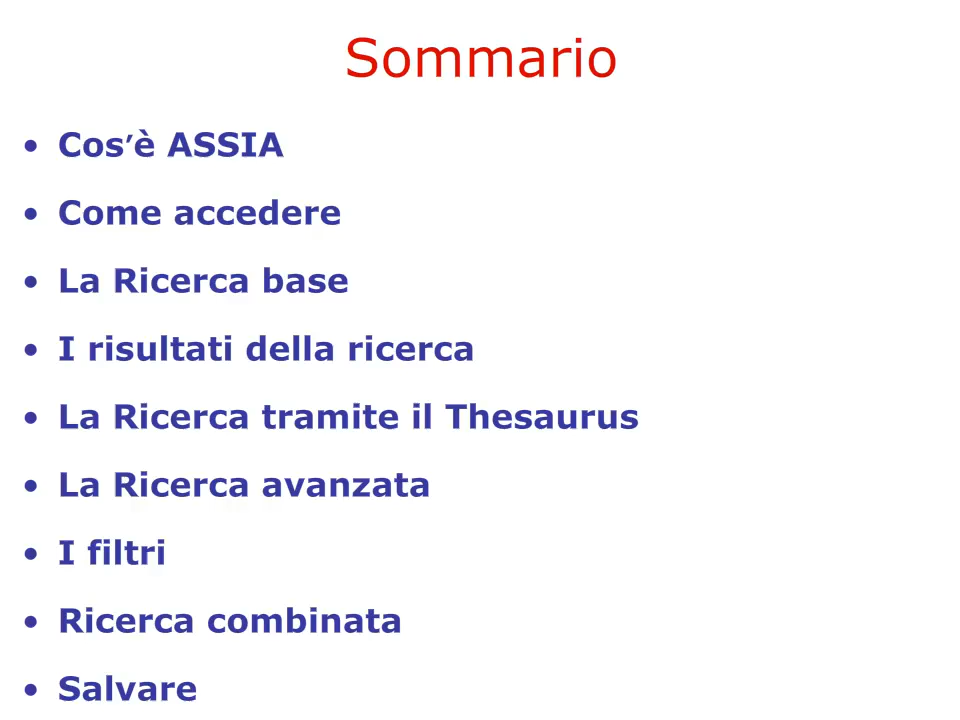 Sommario
• Cos’è ASSIA
• Come accedere
• La Ricerca base
• I risultati della ricerca
• La Ricerca tramite il Thesaurus
• La Ricerca avanzata
• I filtri
• Ricerca combinata
• Salvare